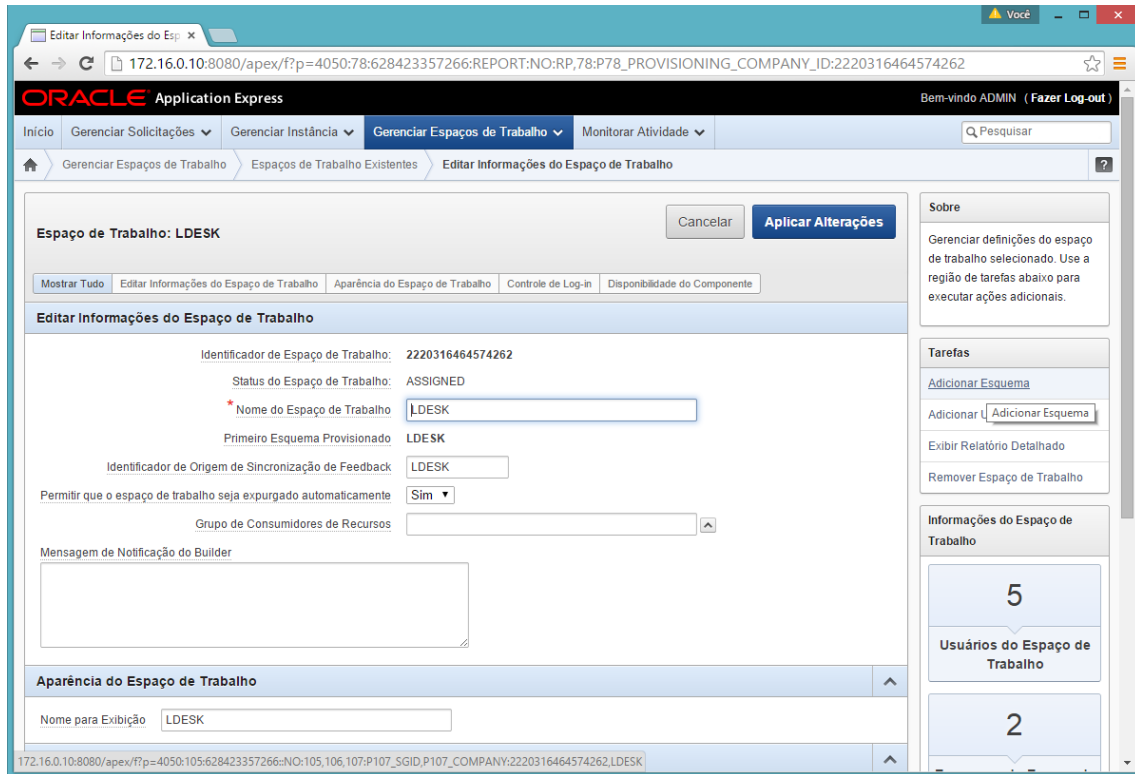 Você
Editar Informações do Esp
172.16.0.10:8080/apex/f?p=4050:78:628423357266:REPORT:NO:RP,78:P78_PROVISIONING_COMPANY_ID:2220316464574262
ORACLE Application Express
Bem-vindo ADMIN ( Fazer Log-out )
Início Gerenciar Solicitações Gerenciar Instância Gerenciar Espaços de Trabalho Monitorar Atividade
Pesquisar
Gerenciar Espaços de Trabalho Espaços de Trabalho Existentes Editar Informações do Espaço de Trabalho
?
Espaço de Trabalho: LDESK
Cancelar
Aplicar Alterações
Mostrar Tudo Editar Informações do Espaço de Trabalho Aparência do Espaço de Trabalho Controle de Log-in Disponibilidade do Componente
Editar Informações do Espaço de Trabalho
Identificador de Espaço de Trabalho: 2220316464574262
Status do Espaço de Trabalho: ASSIGNED
* Nome do Espaço de Trabalho LDESK
Primeiro Esquema Provisionado LDESK
Identificador de Origem de Sincronização de Feedback LDESK
Permitir que o espaço de trabalho seja expurgado automaticamente Sim
Grupo de Consumidores de Recursos
Mensagem de Notificação do Builder
Aparência do Espaço de Trabalho
Nome para Exibição LDESK
Sobre
Gerenciar definições do espaço
de trabalho selecionado. Use a
região de tarefas abaixo para
executar ações adicionais.
Tarefas
Adicionar Esquema
Adicionar
Adicionar Esquema
Exibir Relatório Detalhado
Remover Espaço de Trabalho
Informações do Espaço de
Trabalho
5
Usuários do Espaço de
Trabalho
2
172.16.0.10:8080/apex/f?p=4050:105:628423357266::NO:105,106,107:P107_SGID,P107_COMPANY:2220316464574262,LDESK